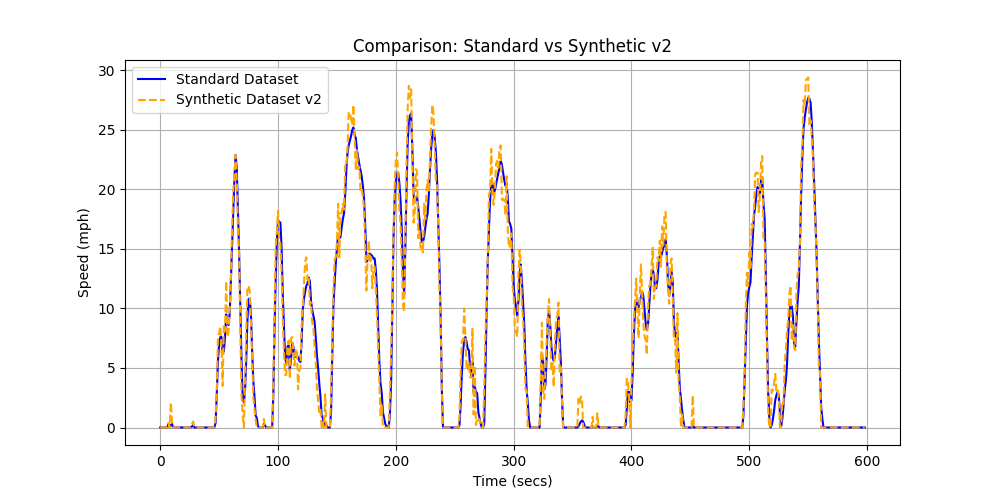 Comparison: Standard vs Synthetic v2
Standard Dataset
Synthetic Dataset v2
30
25
20
15
10
5
0
Speed (mph)
0 100 200 300 400 500 600
Time (secs)